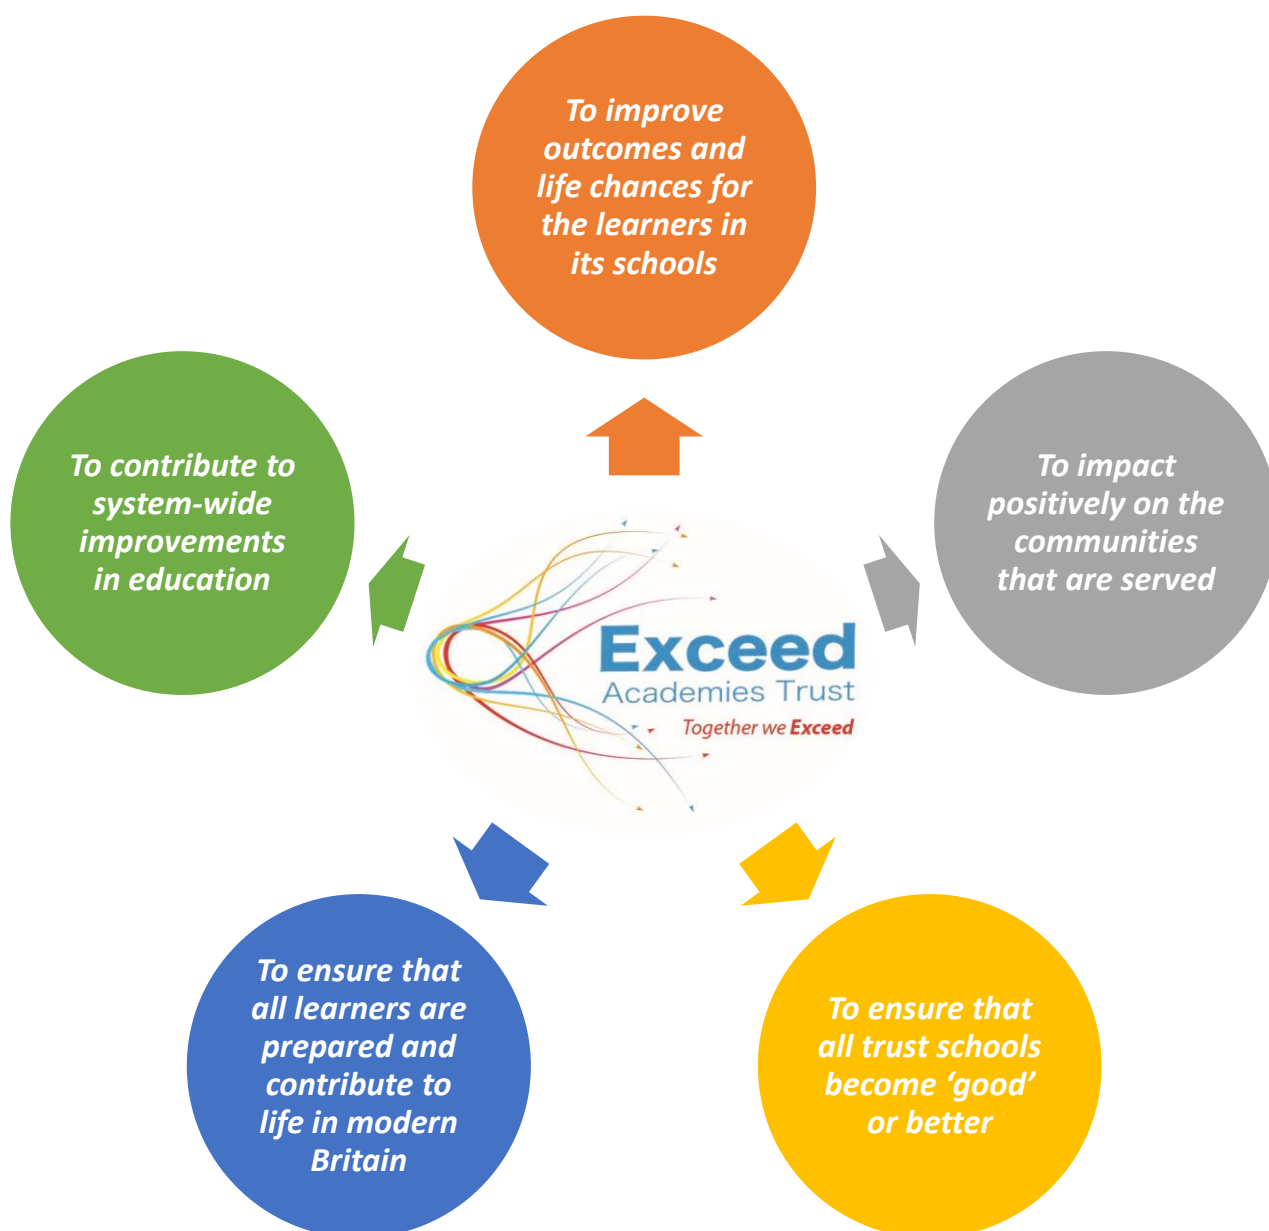 To improve
outcomes and
life chances for
the learners in
its schools
To contribute to
system-wide
improvements
in education
To impact
positively on the
communities
that are served
Exceed
Academies Trust
Together we Exceed
To ensure that
all learners are
prepared and
contribute to
life in modern
Britain
To ensure that
all trust schools
become ‘good’
or better